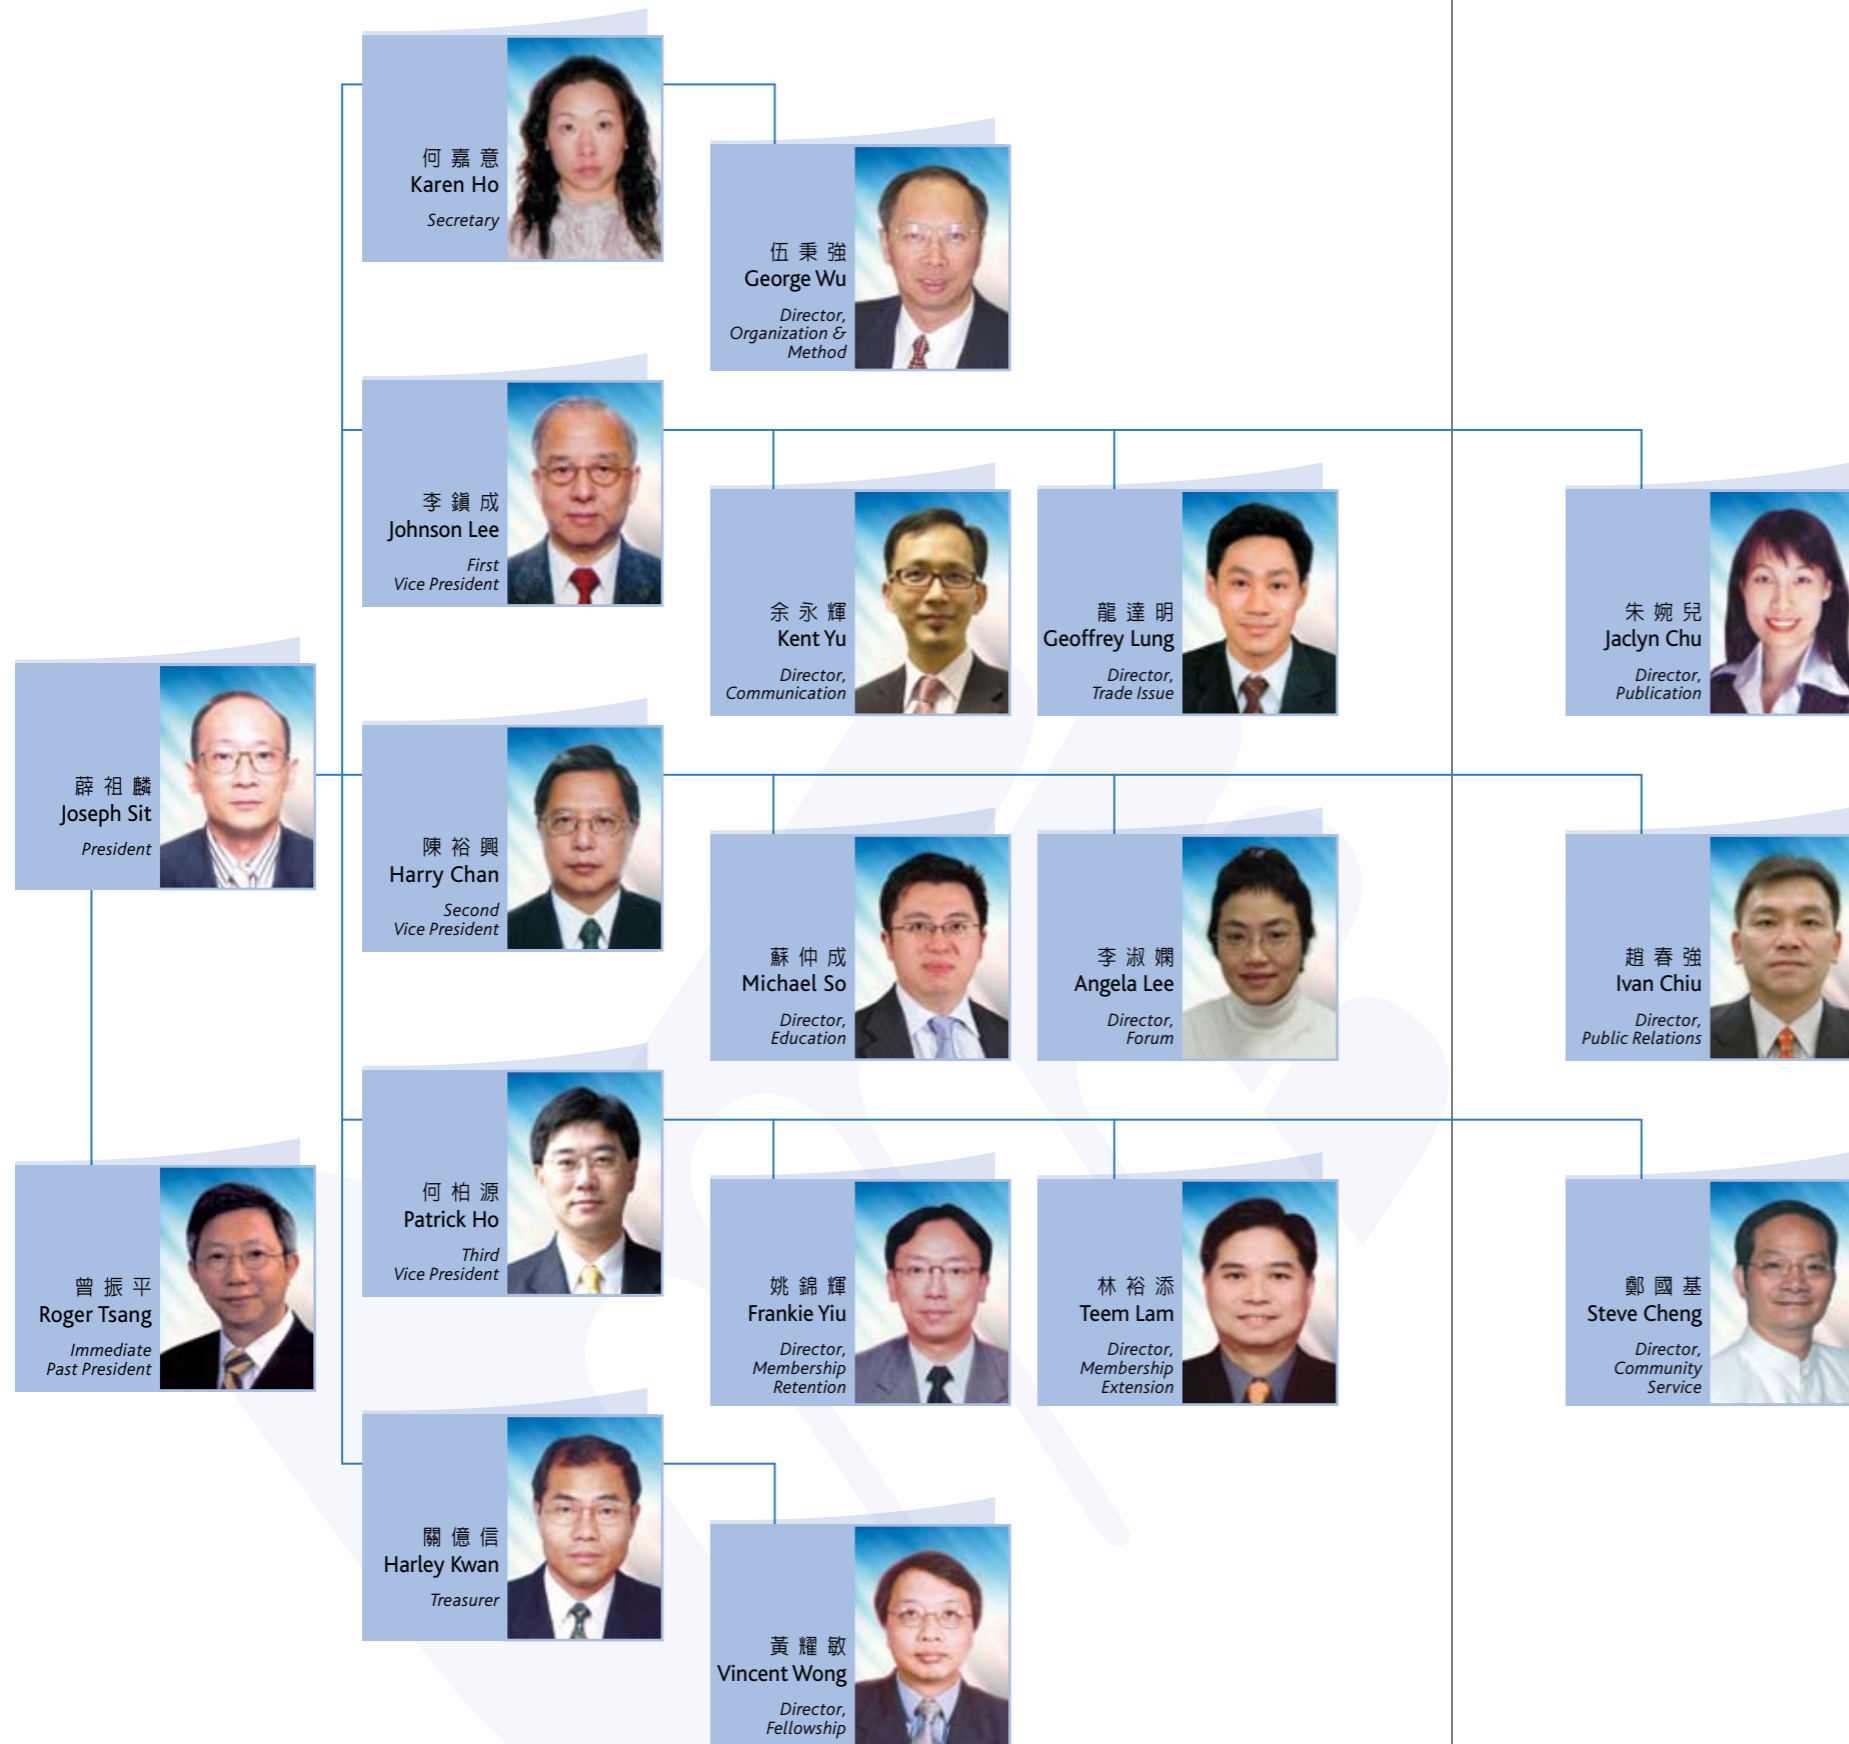 何嘉意
Karen Ho
Secretary
伍秉強
George Wu
Director,
Organization &
Method
李鎭成
Johnson Lee
First
Vice President
余永輝
Kent Yu
Director,
Communication
龍達明
Geoffrey Lung
Director,
Trade Issue
朱婉兒
Jaclyn Chu
Director,
Publication
薛祖麟
Joseph Sit
President
陳裕興
Harry Chan
Second
Vice President
蘇仲成
Michael So
Director,
Education
李淑嫻
Angela Lee
Director,
Forum
趙春強
Ivan Chiu
Director,
Public Relations
曾振平
Roger Tsang
Immediate
Past President
何柏源
Patrick Ho
Third
Vice President
姚錦輝
Frankie Yiu
Director,
Membership
Retention
林裕添
Teem Lam
Director,
Membership
Extension
鄭國基
Steve Cheng
Director,
Community
Service
關億信
Harley Kwan
Treasurer
黃耀敏
Vincent Wong
Director,
Fellowship